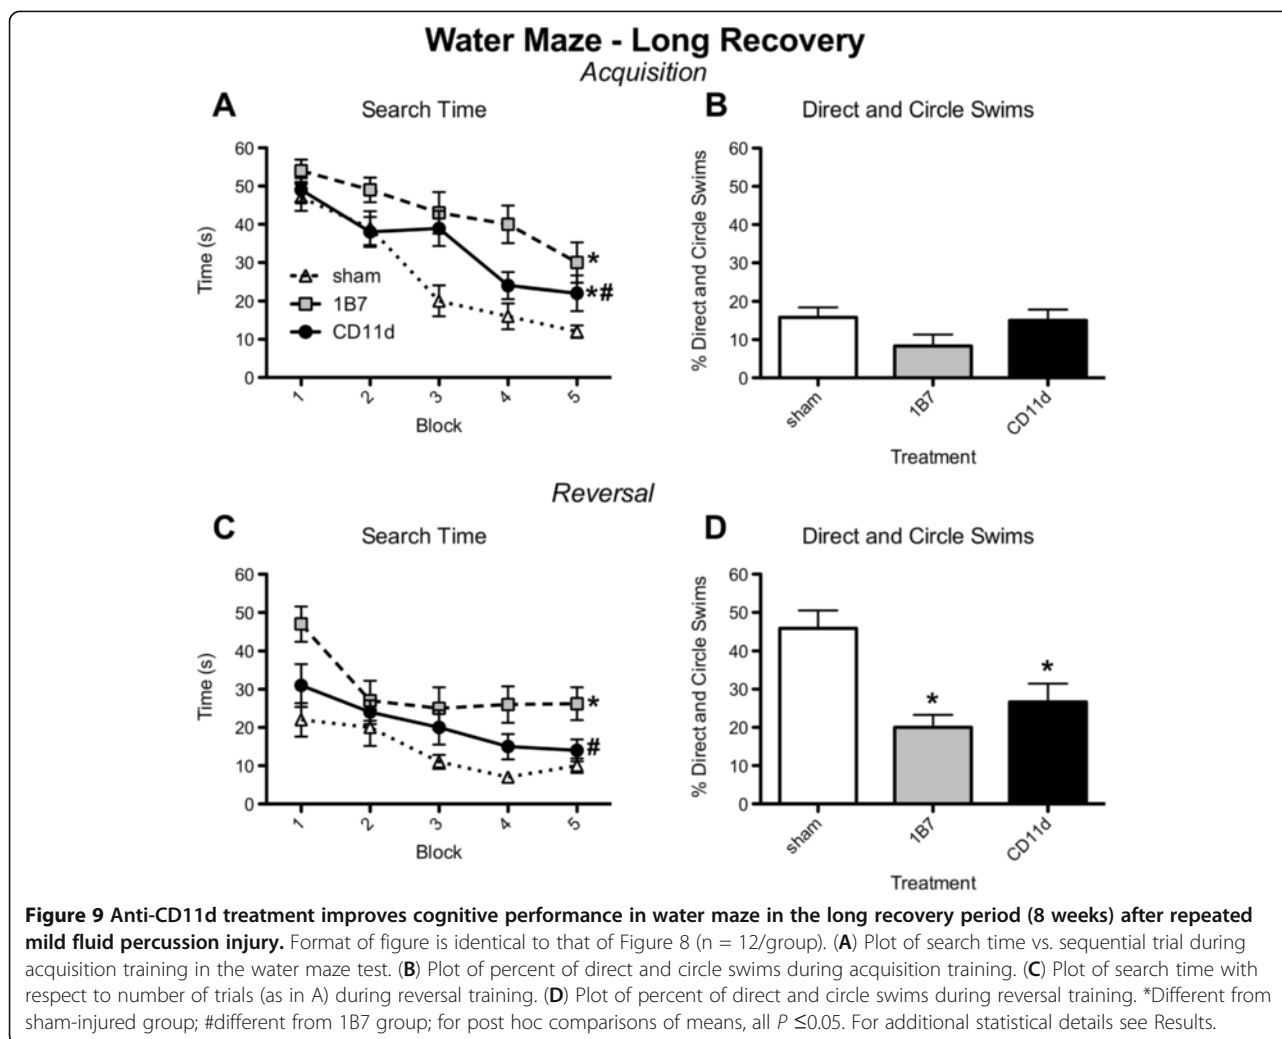 Water Maze - Long Recovery
Acquisition
A
Search Time
60
50
40
30
20
10
0
Time (s)
sham
1B7
CD11d
*
*#
1
2
3
4
5
Block
B
Direct and Circle Swims
60
50
40
30
20
10
0
% Direct and Circle Swims
sham
1B7
CD11d
Treatment
Reversal
C
Search Time
60
50
40
30
20
10
0
Time (s)
*
#
1
2
3
4
5
Block
D
Direct and Circle Swims
60
50
40
30
20
10
0
% Direct and Circle Swims
*
*
sham
1B7
CD11d
Treatment
Figure 9 Anti-CD11d treatment improves cognitive performance in water maze in the long recovery period (8 weeks) after repeated
mild fluid percussion injury. Format of figure is identical to that of Figure 8 (n = 12/group). (A) Plot of search time vs. sequential trial during
acquisition training in the water maze test. (B) Plot of percent of direct and circle swims during acquisition training. (C) Plot of search time with
respect to number of trials (as in A) during reversal training. (D) Plot of percent of direct and circle swims during reversal training. *Different from
sham-injured group; #different from 1B7 group; for post hoc comparisons of means, all P ≤0.05. For additional statistical details see Results.